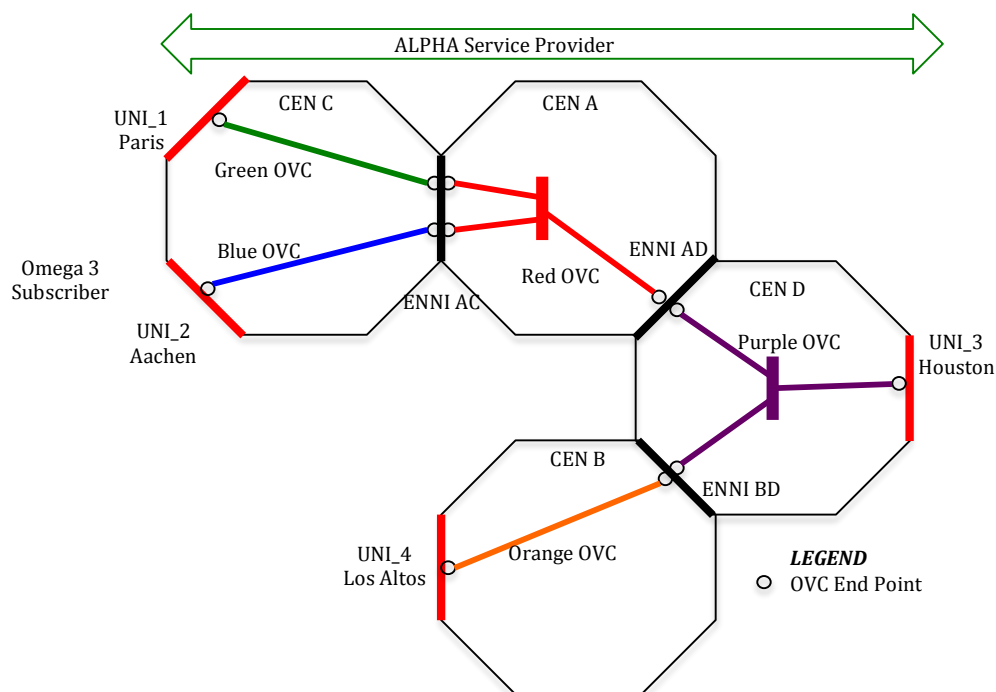 ALPHA Service Provider
CEN C
CEN A
UNI_1
Paris
Green OVC
Blue OVC
ENNI AD
Omega 3
Subscriber
Red OVC
CEN D
ENNI AC
UNI_2
Aachen
Purple OVC
UNI_3
Houston
CEN B
ENNI BD
UNI_4
Los Altos
Orange OVC
LEGEND
OVC End Point